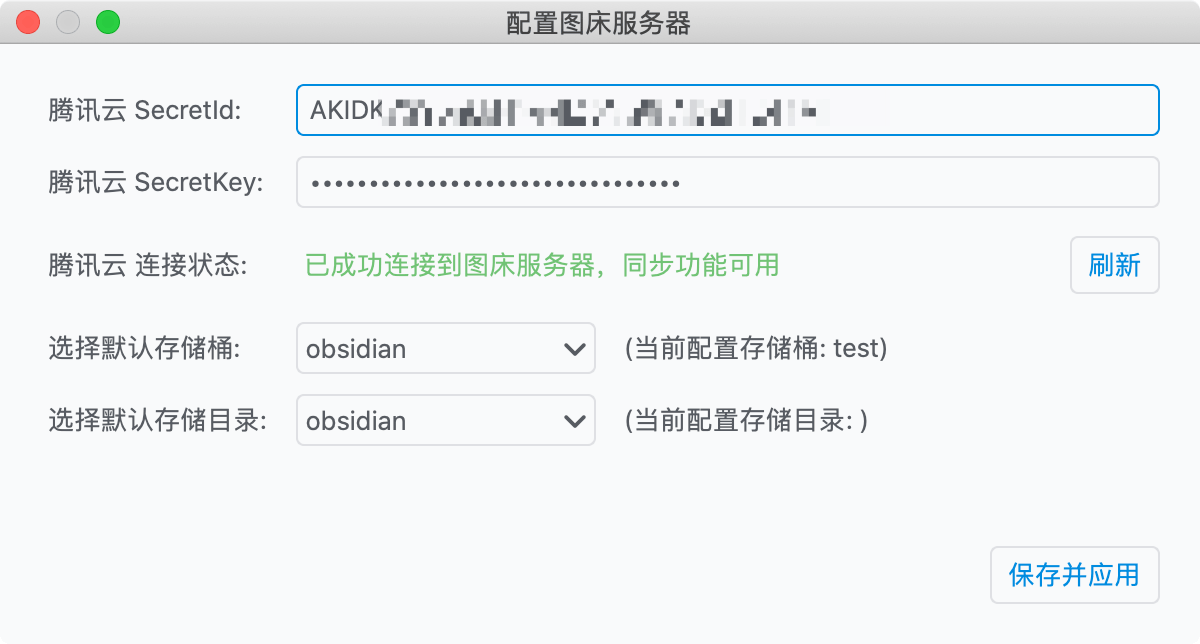 配置图床服务器
腾讯云 SecretId: AKIDK
腾讯云 SecretKey: ••••••••••••••••••••••••••••••••
腾讯云 连接状态: 已成功连接到图床服务器，同步功能可用 刷新
选择默认存储桶: obsidian (当前配置存储桶: test)
选择默认存储目录: obsidian (当前配置存储目录: )
保存并应用